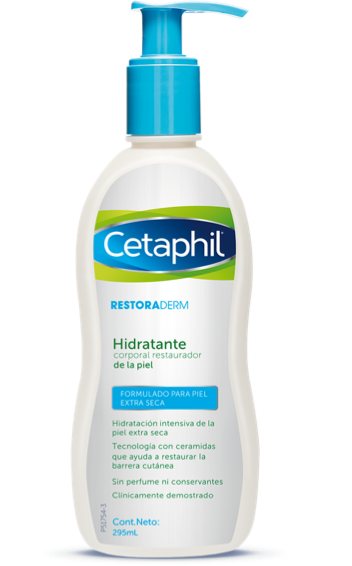 Cetaphil
RESTORADERM
Hidratante
corporal restaurador
de la piel
FORMULADO PARA PIEL
EXTRA SECA
Hidratación intensiva de la
piel extra seca
Tecnología con ceramidas
que ayuda a restaurar la
barrera cutánea
Sin perfume ni conservantes
Clínicamente demostrado
P51754-3
Cont.Neto:
295mL